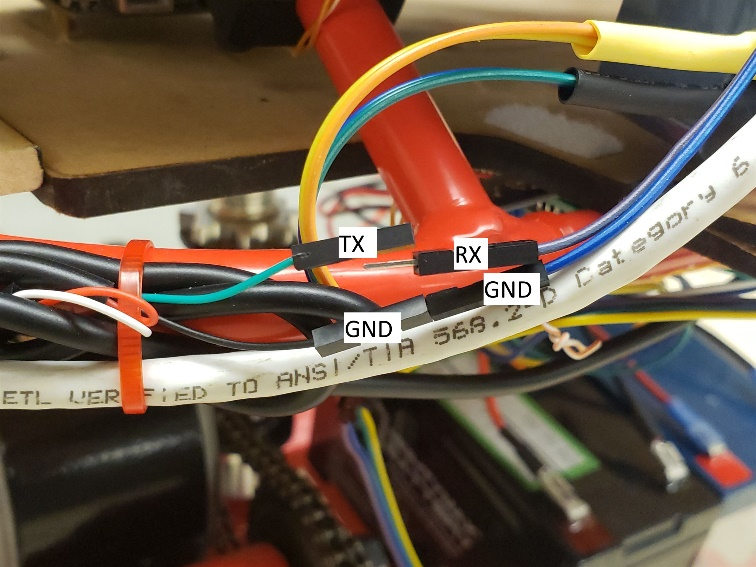 TX
RX
GND
GND
ETL VERIFIED TO ANSI/TIA 568.2-D Category 6